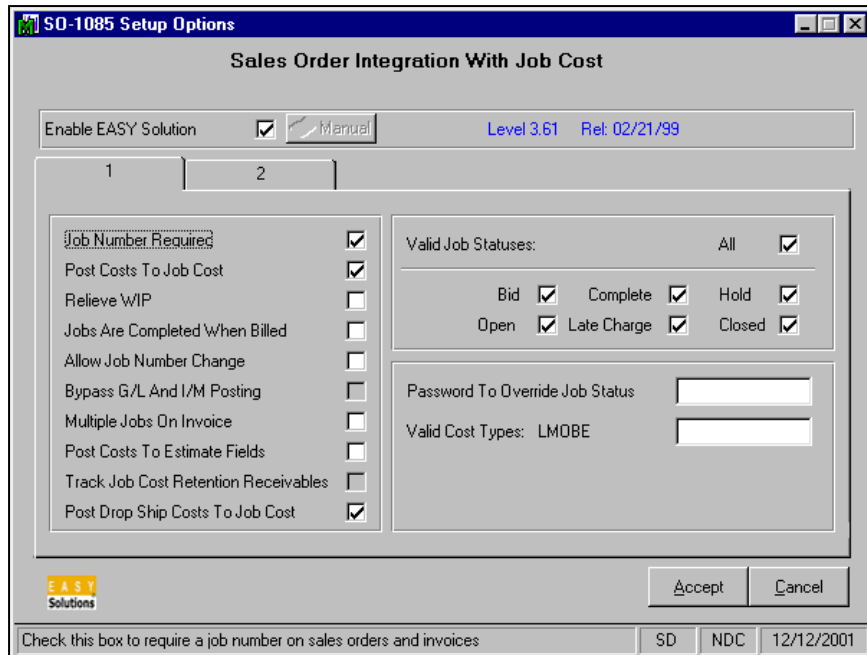 SO-1085 Setup Options
Sales Order Integration With Job Cost
Enable EASY Solution Manual Level 3.61 Rel: 02/21/99
1 2
Job Number Required
Post Costs To Job Cost
Relieve WIP
Jobs Are Completed When Billed
Allow Job Number Change
Bypass G/L And I/M Posting
Multiple Jobs On Invoice
Post Costs To Estimate Fields
Track Job Cost Retention Receivables
Post Drop Ship Costs To Job Cost
Valid Job Statuses: All
Bid Complete Hold
Open Late Charge Closed
Password To Override Job Status
Valid Cost Types: LMOBE
EASY
Solutions
Accept Cancel
Check this box to require a job number on sales orders and invoices SD NDC 12/12/2001